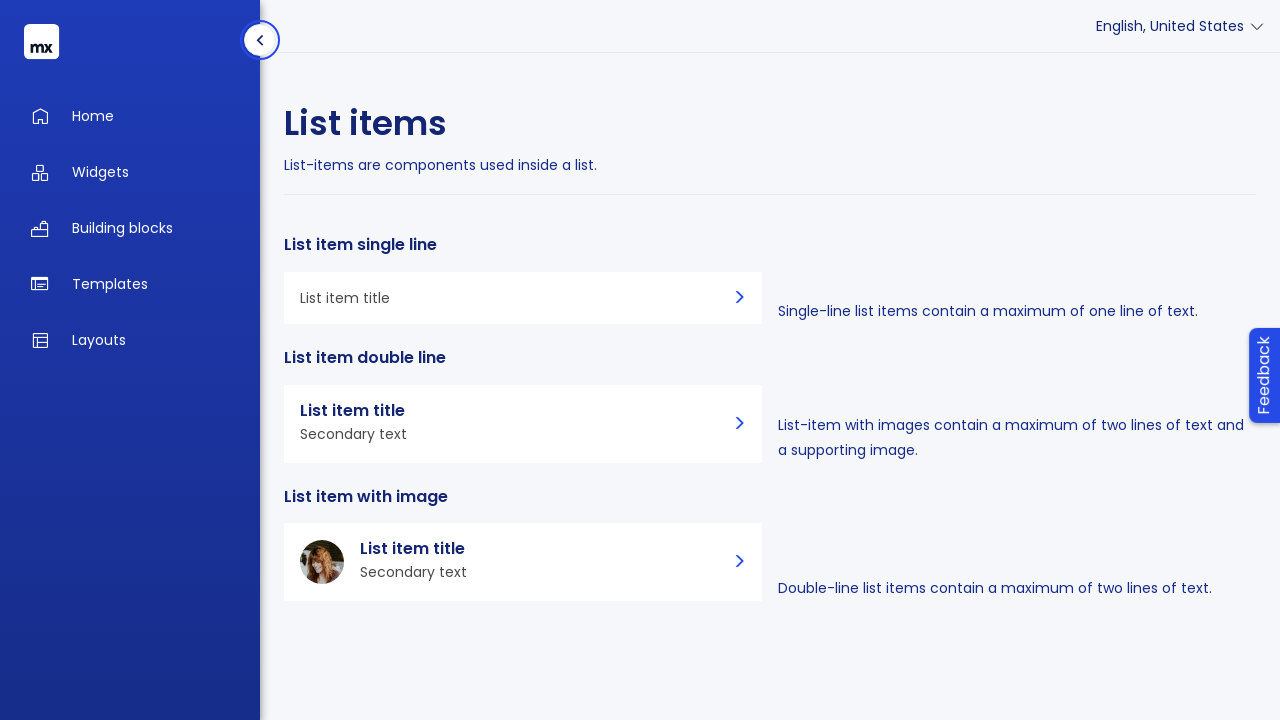 mx
Home
Widgets
Building blocks
Templates
Layouts
English, United States
List items
List-items are components used inside a list.
List item single line
List item title
Single-line list items contain a maximum of one line of text.
List item double line
List item title
Secondary text
List-item with images contain a maximum of two lines of text and
a supporting image.
List item with image
List item title
Secondary text
Double-line list items contain a maximum of two lines of text.
Feedback